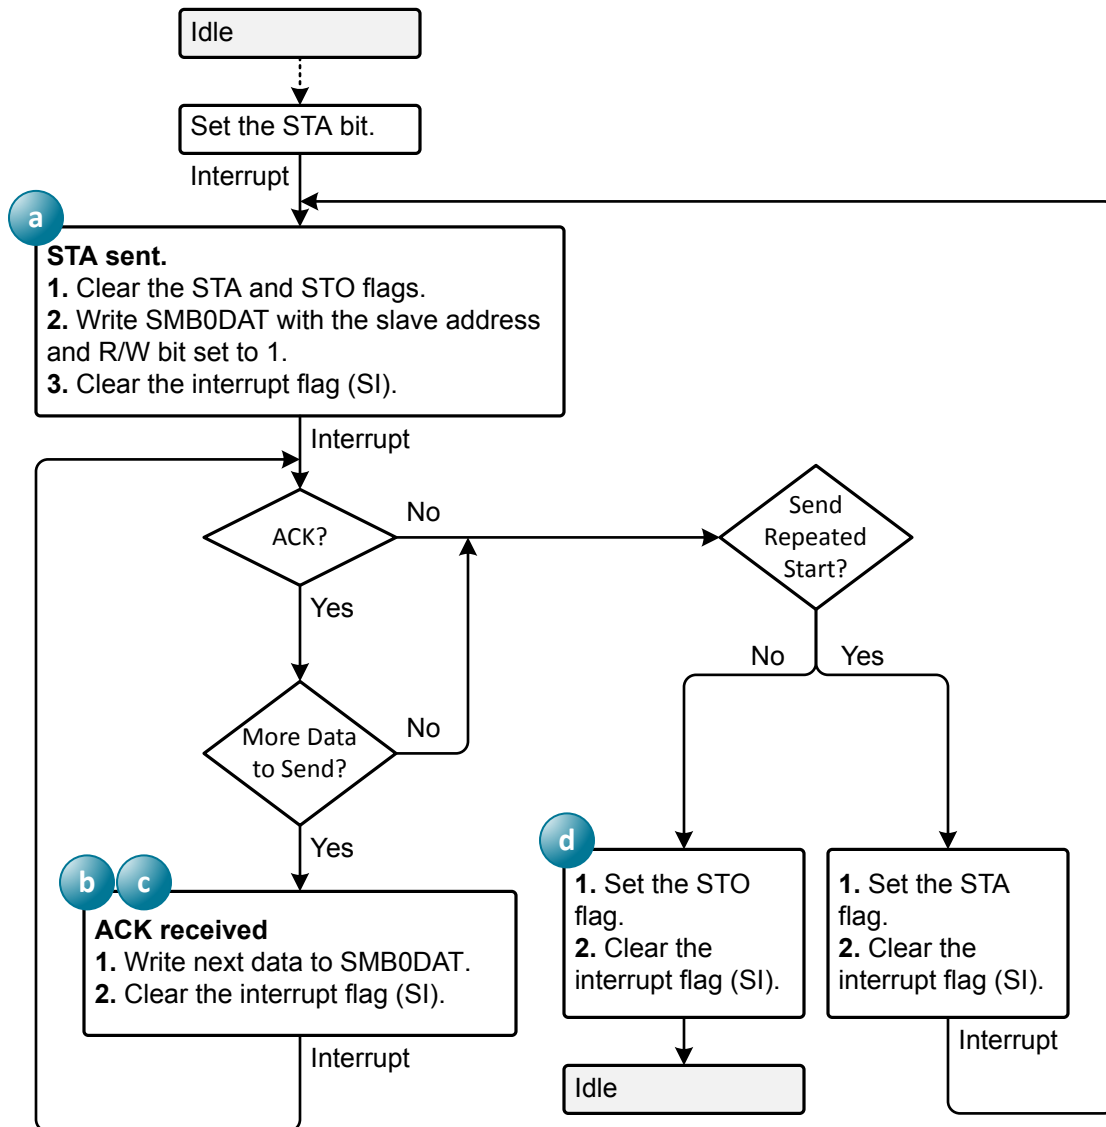 Idle
Set the STA bit.
Interrupt
a
STA sent.
1. Clear the STA and STO flags.
2. Write SMB0DAT with the slave address
and R/W bit set to 1.
3. Clear the interrupt flag (SI).
Interrupt
ACK?
No
Yes
Send
Repeated
Start?
No
Yes
More Data
to Send?
No
Yes
b
c
ACK received
1. Write next data to SMB0DAT.
2. Clear the interrupt flag (SI).
Interrupt
d
1. Set the STO
flag.
2. Clear the
interrupt flag (SI).
Idle
1. Set the STA
flag.
2. Clear the
interrupt flag (SI).
Interrupt